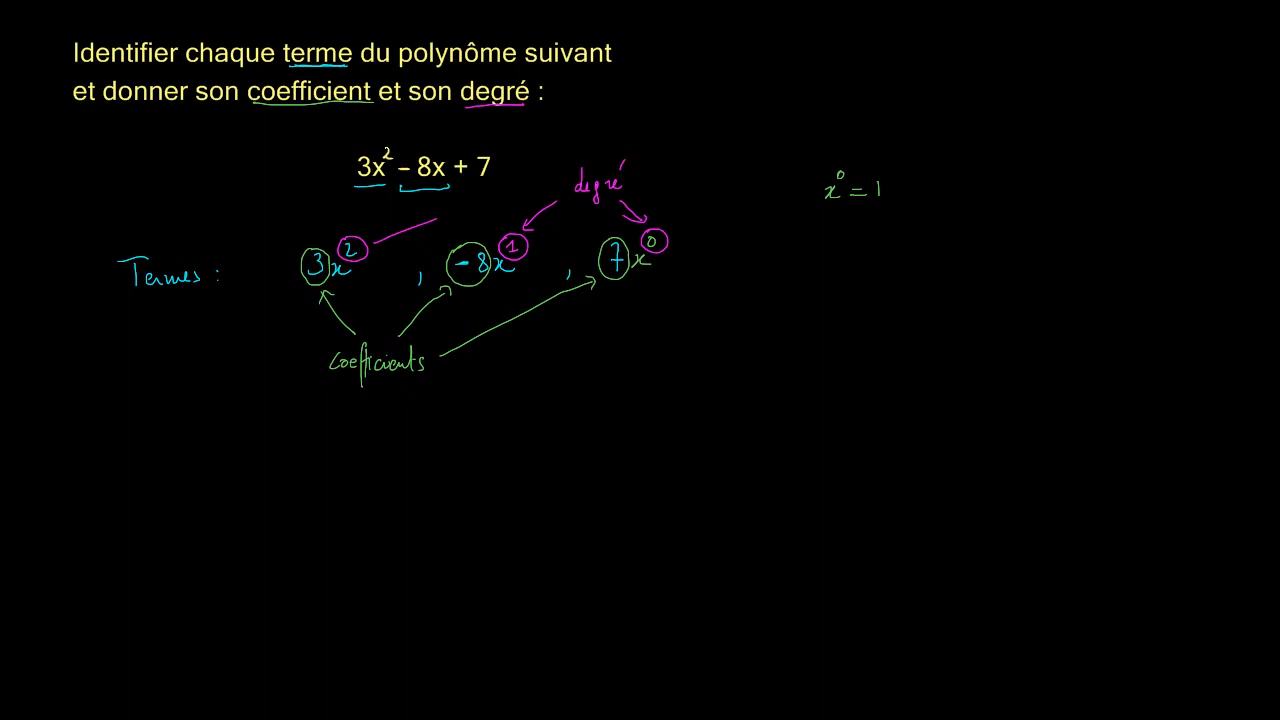 Identifier chaque terme du polynôme suivant
et donner son coefficient et son degré :
3x² – 8x + 7
degré
x⁰ = 1
Termes : 3x² , -8x¹ , 7x⁰
coefficients